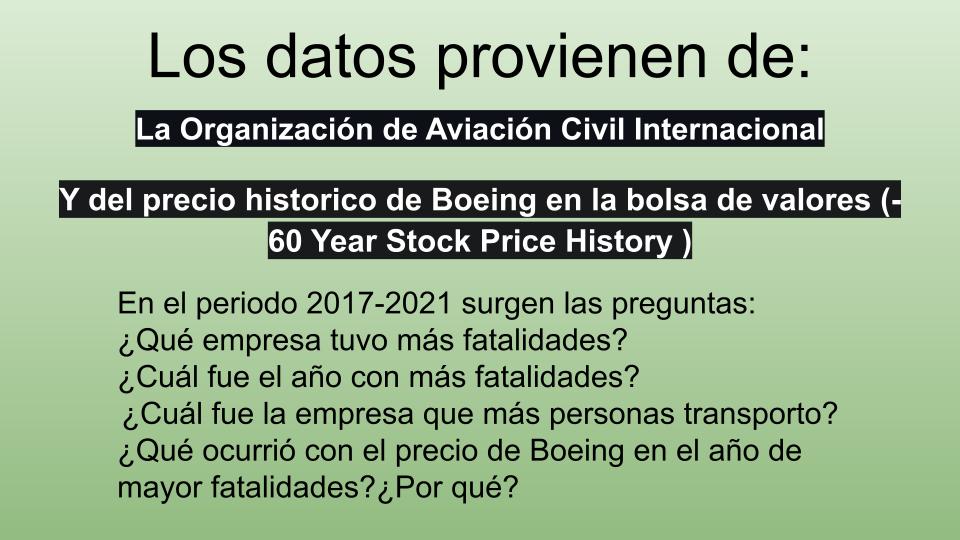 Los datos provienen de:
La Organización de Aviación Civil Internacional
Y del precio historico de Boeing en la bolsa de valores (-
60 Year Stock Price History )
En el periodo 2017-2021 surgen las preguntas:
¿Qué empresa tuvo más fatalidades?
¿Cuál fue el año con más fatalidades?
¿Cuál fue la empresa que más personas transporto?
¿Qué ocurrió con el precio de Boeing en el año de
mayor fatalidades?¿Por qué?